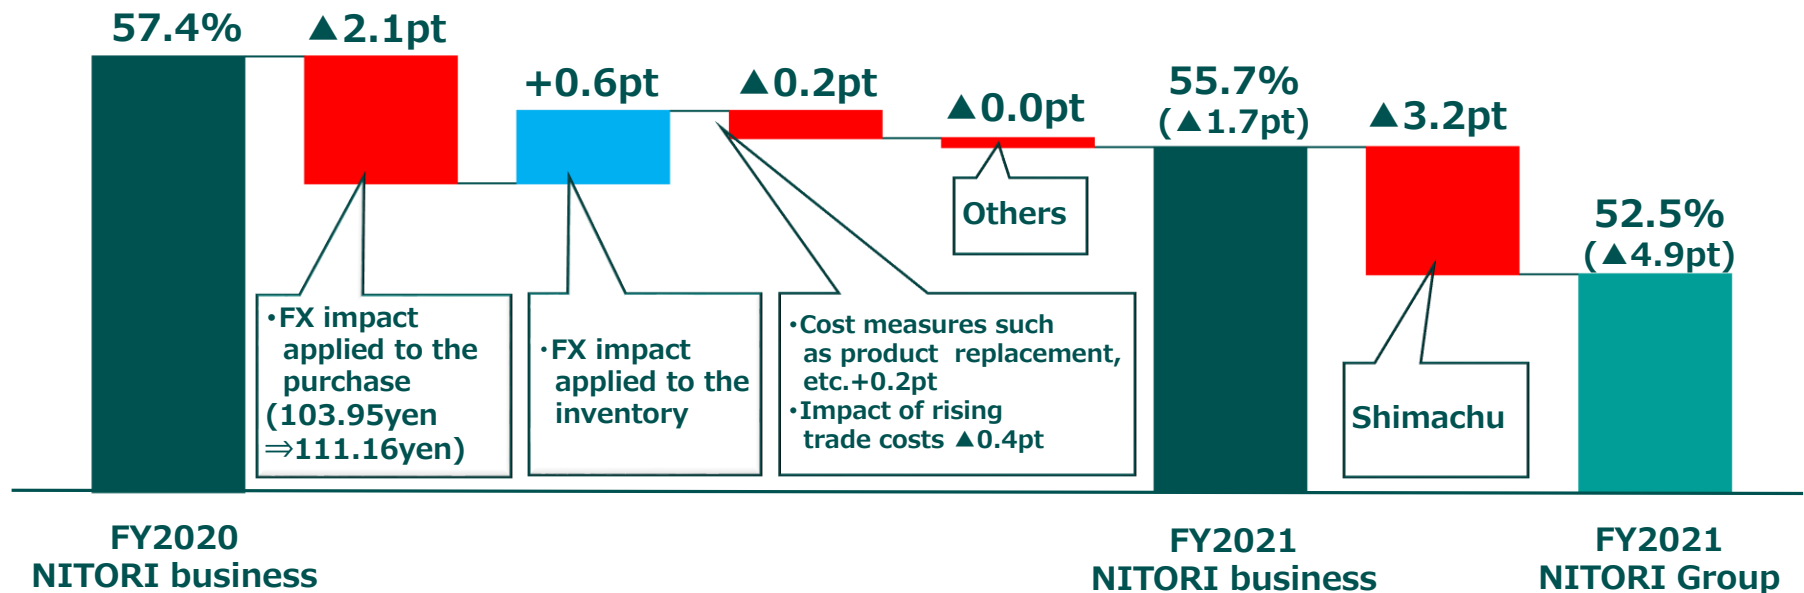 57.4%
▲2.1pt
+0.6pt
▲0.2pt
▲0.0pt
55.7%
(▲1.7pt)
▲3.2pt
52.5%
(▲4.9pt)
・FX impact
applied to the
purchase
(103.95yen
⇒111.16yen)
・FX impact
applied to the
inventory
・Cost measures such
as product replacement,
etc.+0.2pt
・Impact of rising
trade costs ▲0.4pt
Others
Shimachu
FY2020
NITORI business
FY2021
NITORI business
FY2021
NITORI Group